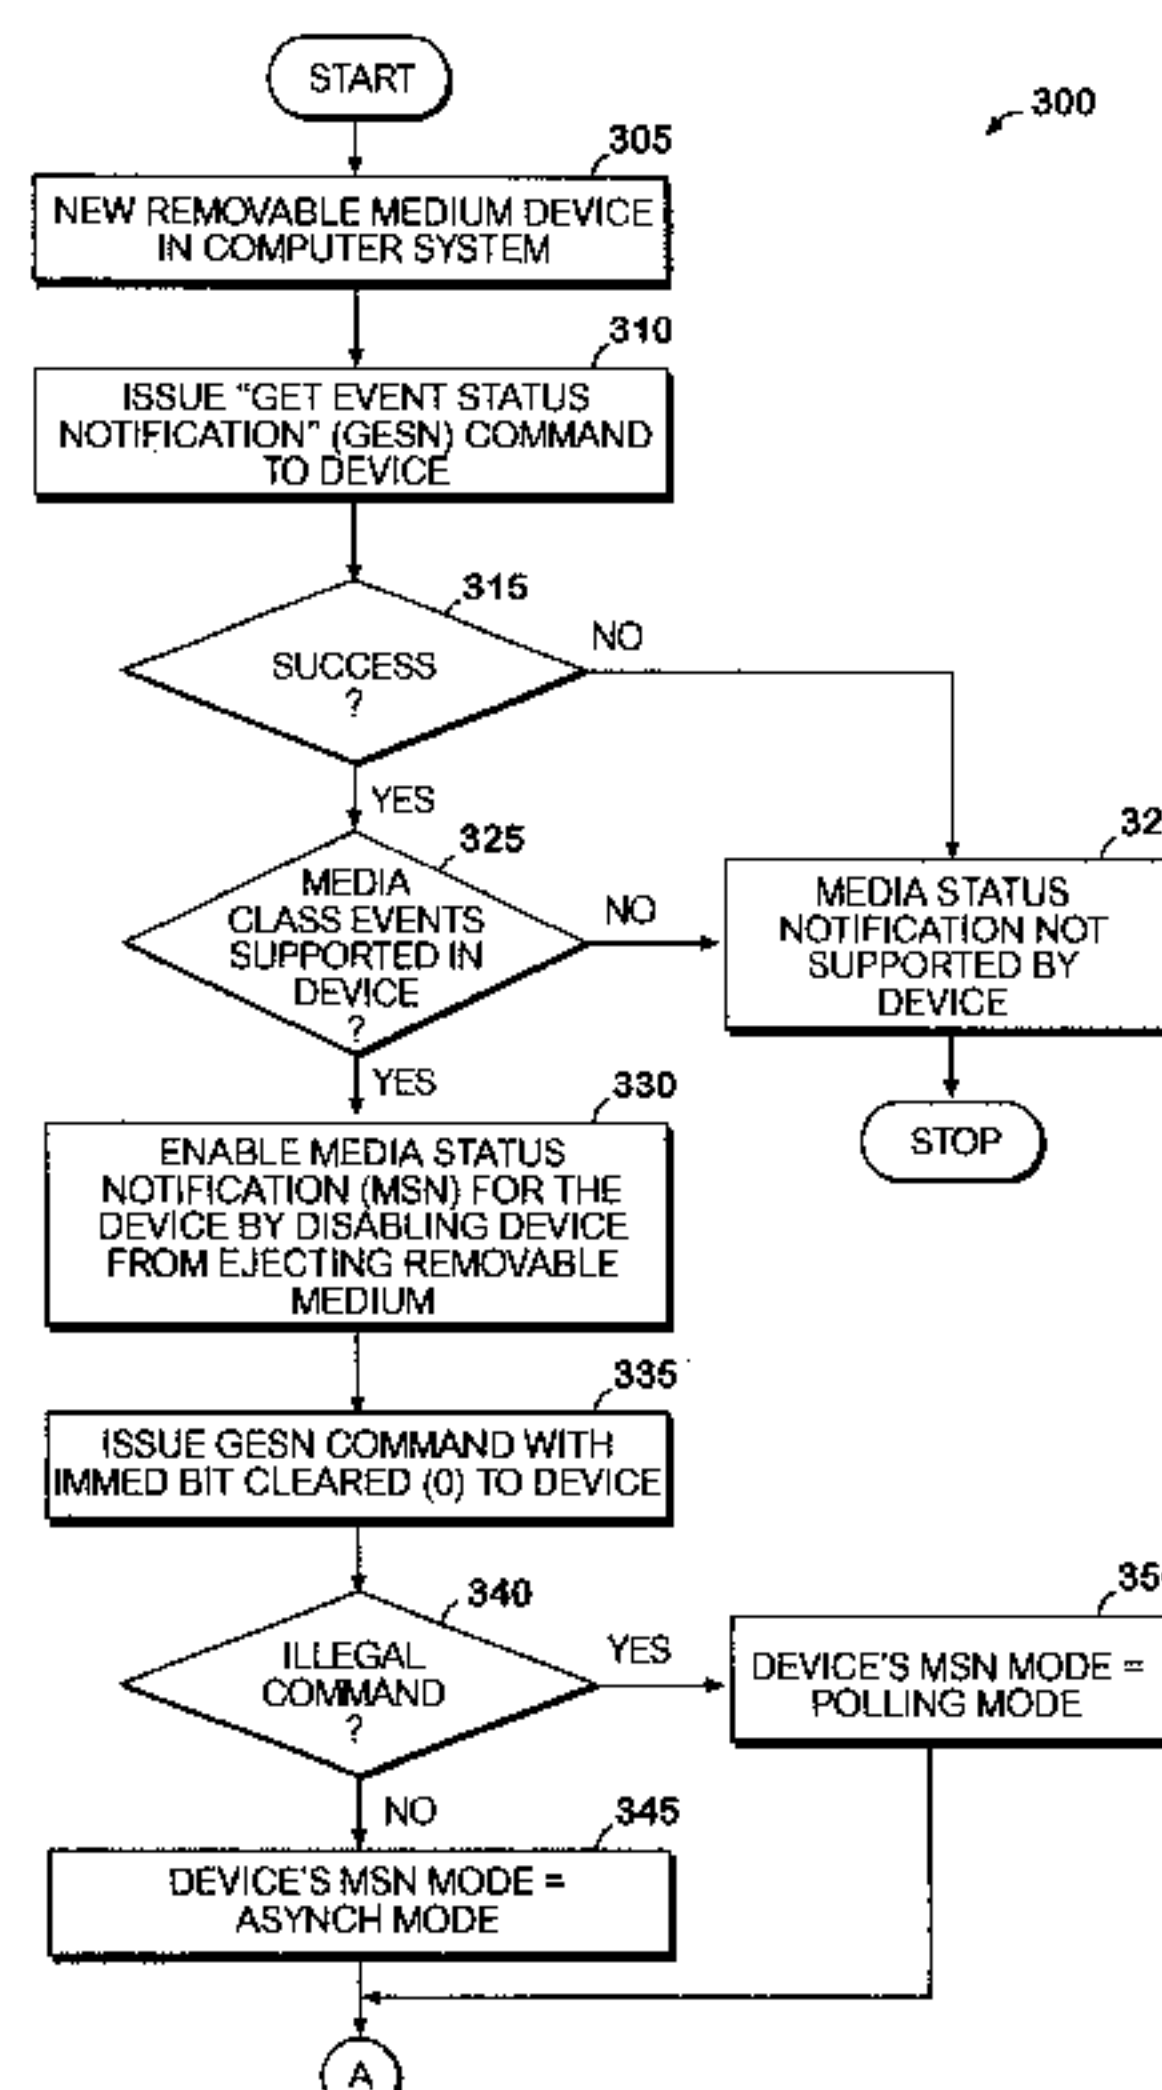 START
300
305
NEW REMOVABLE MEDIUM DEVICE
IN COMPUTER SYSTEM
310
ISSUE "GET EVENT STATUS
NOTIFICATION" (GESN) COMMAND
TO DEVICE
315
SUCCESS
?
NO
YES
325
MEDIA
CLASS EVENTS
SUPPORTED IN
DEVICE
?
NO
MEDIA STATUS
NOTIFICATION NOT
SUPPORTED BY
DEVICE
YES
STOP
330
ENABLE MEDIA STATUS
NOTIFICATION (MSN) FOR THE
DEVICE BY DISABLING DEVICE
FROM EJECTING REMOVABLE
MEDIUM
335
ISSUE GESN COMMAND WITH
IMMED BIT CLEARED (0) TO DEVICE
340
ILLEGAL
COMMAND
?
YES
DEVICE'S MSN MODE =
POLLING MODE
NO
345
DEVICE'S MSN MODE =
ASYNCH MODE
A